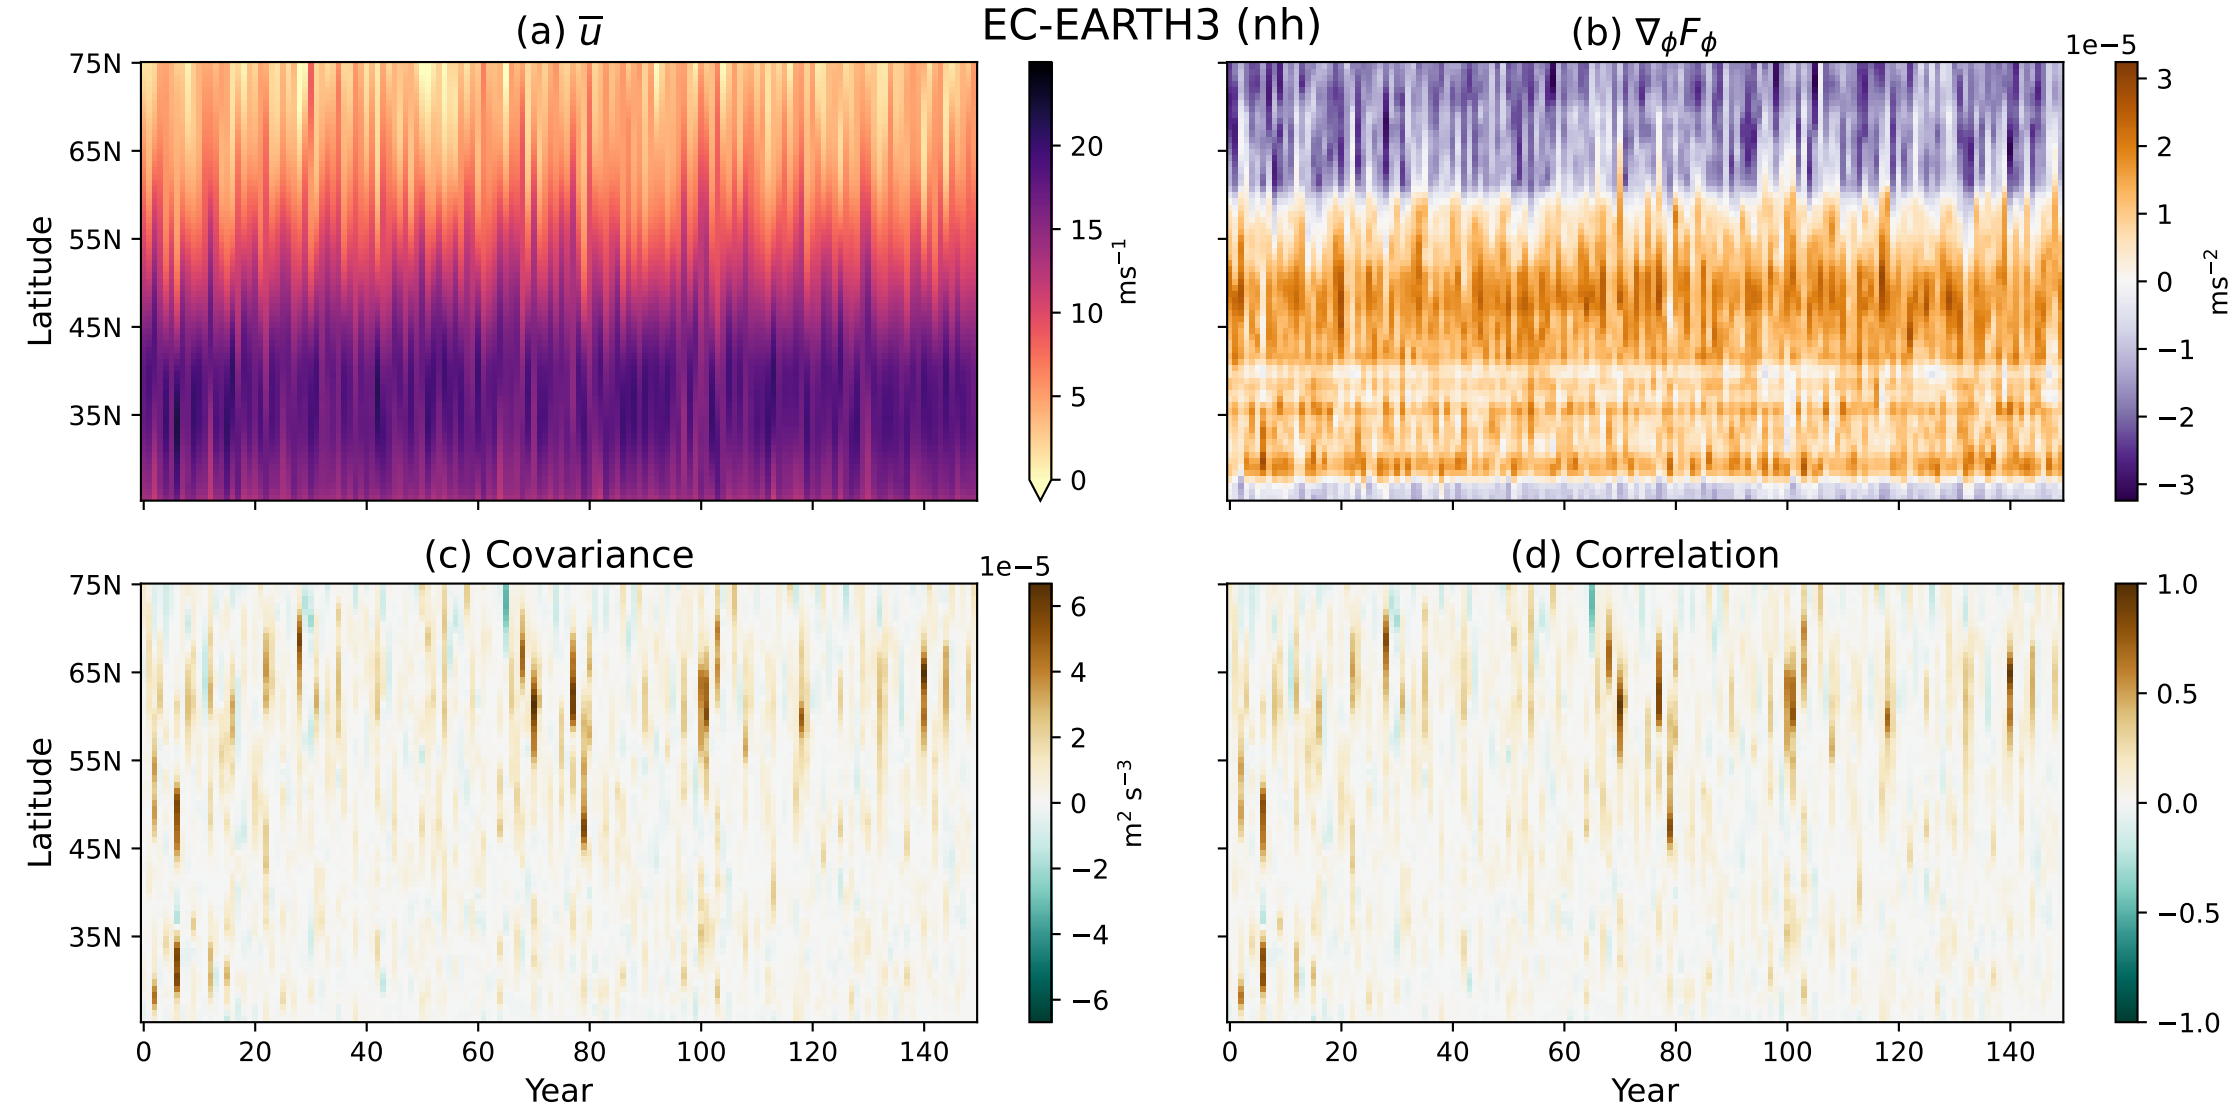 EC-EARTH3 (nh)
(a) u̅
(b) ∇ϕFϕ
75N
65N
55N
45N
35N
Latitude
20
15
10
5
0
ms⁻¹
1e−5
3
2
1
0
−1
−2
−3
ms⁻²
(c) Covariance
(d) Correlation
75N
65N
55N
45N
35N
Latitude
0 20 40 60 80 100 120 140
Year
1e−5
6
4
2
0
−2
−4
−6
m² s⁻³
0 20 40 60 80 100 120 140
Year
1.0
0.5
0.0
−0.5
−1.0